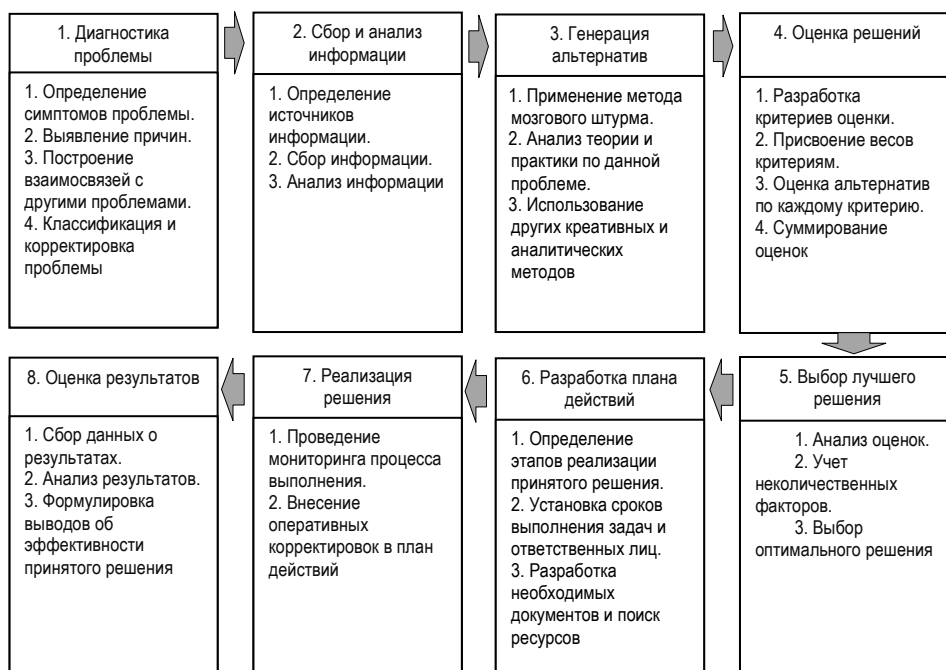 1. Диагностика
проблемы
1. Определение
симптомов проблемы.
2. Выявление причин.
3. Построение
взаимосвязей с
другими проблемами.
4. Классификация и
корректировка
проблемы
2. Сбор и анализ
информации
1. Определение
источников
информации.
2. Сбор информации.
3. Анализ информации
3. Генерация
альтернатив
1. Применение метода
мозгового штурма.
2. Анализ теории и
практики по данной
проблеме.
3. Использование
других креативных и
аналитических
методов
4. Оценка решений
1. Разработка
критериев оценки.
2. Присвоение весов
критериям.
3. Оценка альтернатив
по каждому критерию.
4. Суммирование
оценок
5. Выбор лучшего
решения
1. Анализ оценок.
2. Учет
неколичественных
факторов.
3. Выбор
оптимального решения
6. Разработка плана
действий
1. Определение
этапов реализации
принятого решения.
2. Установка сроков
выполнения задач и
ответственных лиц.
3. Разработка
необходимых
документов и поиск
ресурсов
7. Реализация
решения
1. Проведение
мониторинга процесса
выполнения.
2. Внесение
оперативных
корректировок в план
действий
8. Оценка результатов
1. Сбор данных о
результатах.
2. Анализ результатов.
3. Формулировка
выводов об
эффективности
принятого решения